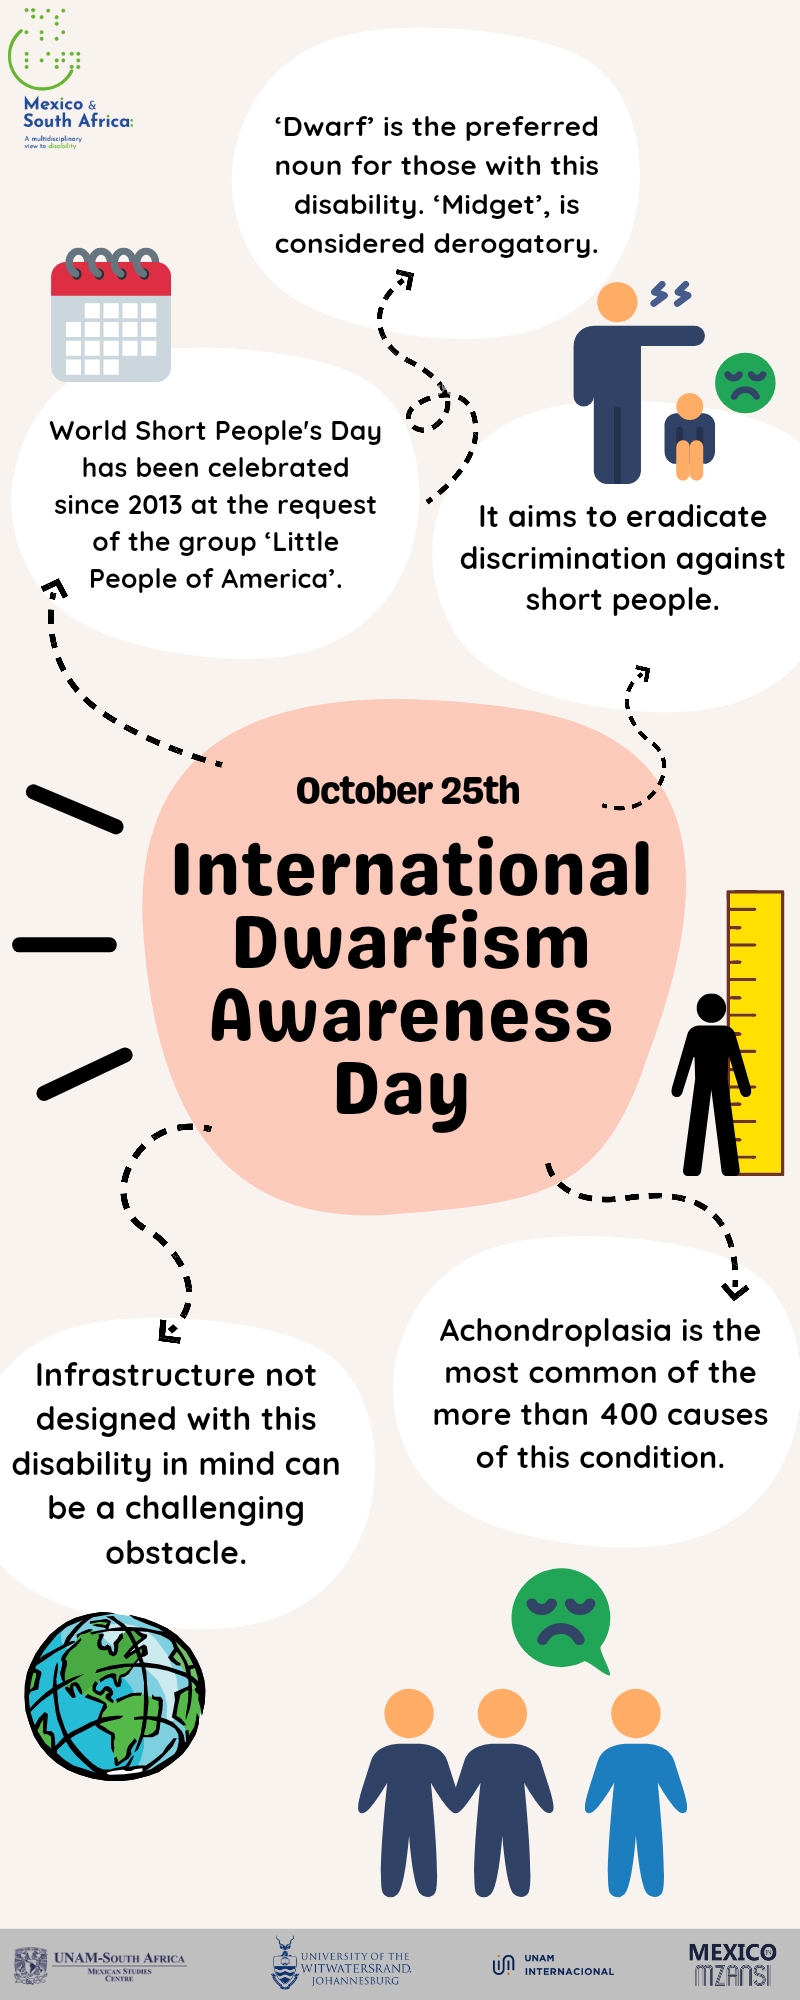 Mexico &
South Africa:
A multidisciplinary
view to disability
‘Dwarf’ is the preferred
noun for those with this
disability. ‘Midget’, is
considered derogatory.
World Short People's Day
has been celebrated
since 2013 at the request
of the group ‘Little
People of America’.
It aims to eradicate
discrimination against
short people.
October 25th
International
Dwarfism
Awareness
Day
Infrastructure not
designed with this
disability in mind can
be a challenging
obstacle.
Achondroplasia is the
most common of the
more than 400 causes
of this condition.
UNAM-South Africa
Mexican Studies
Centre
UNIVERSITY OF THE
WITWATERSRAND,
JOHANNESBURG
UNAM
INTERNACIONAL
MEXICO
MZANSI